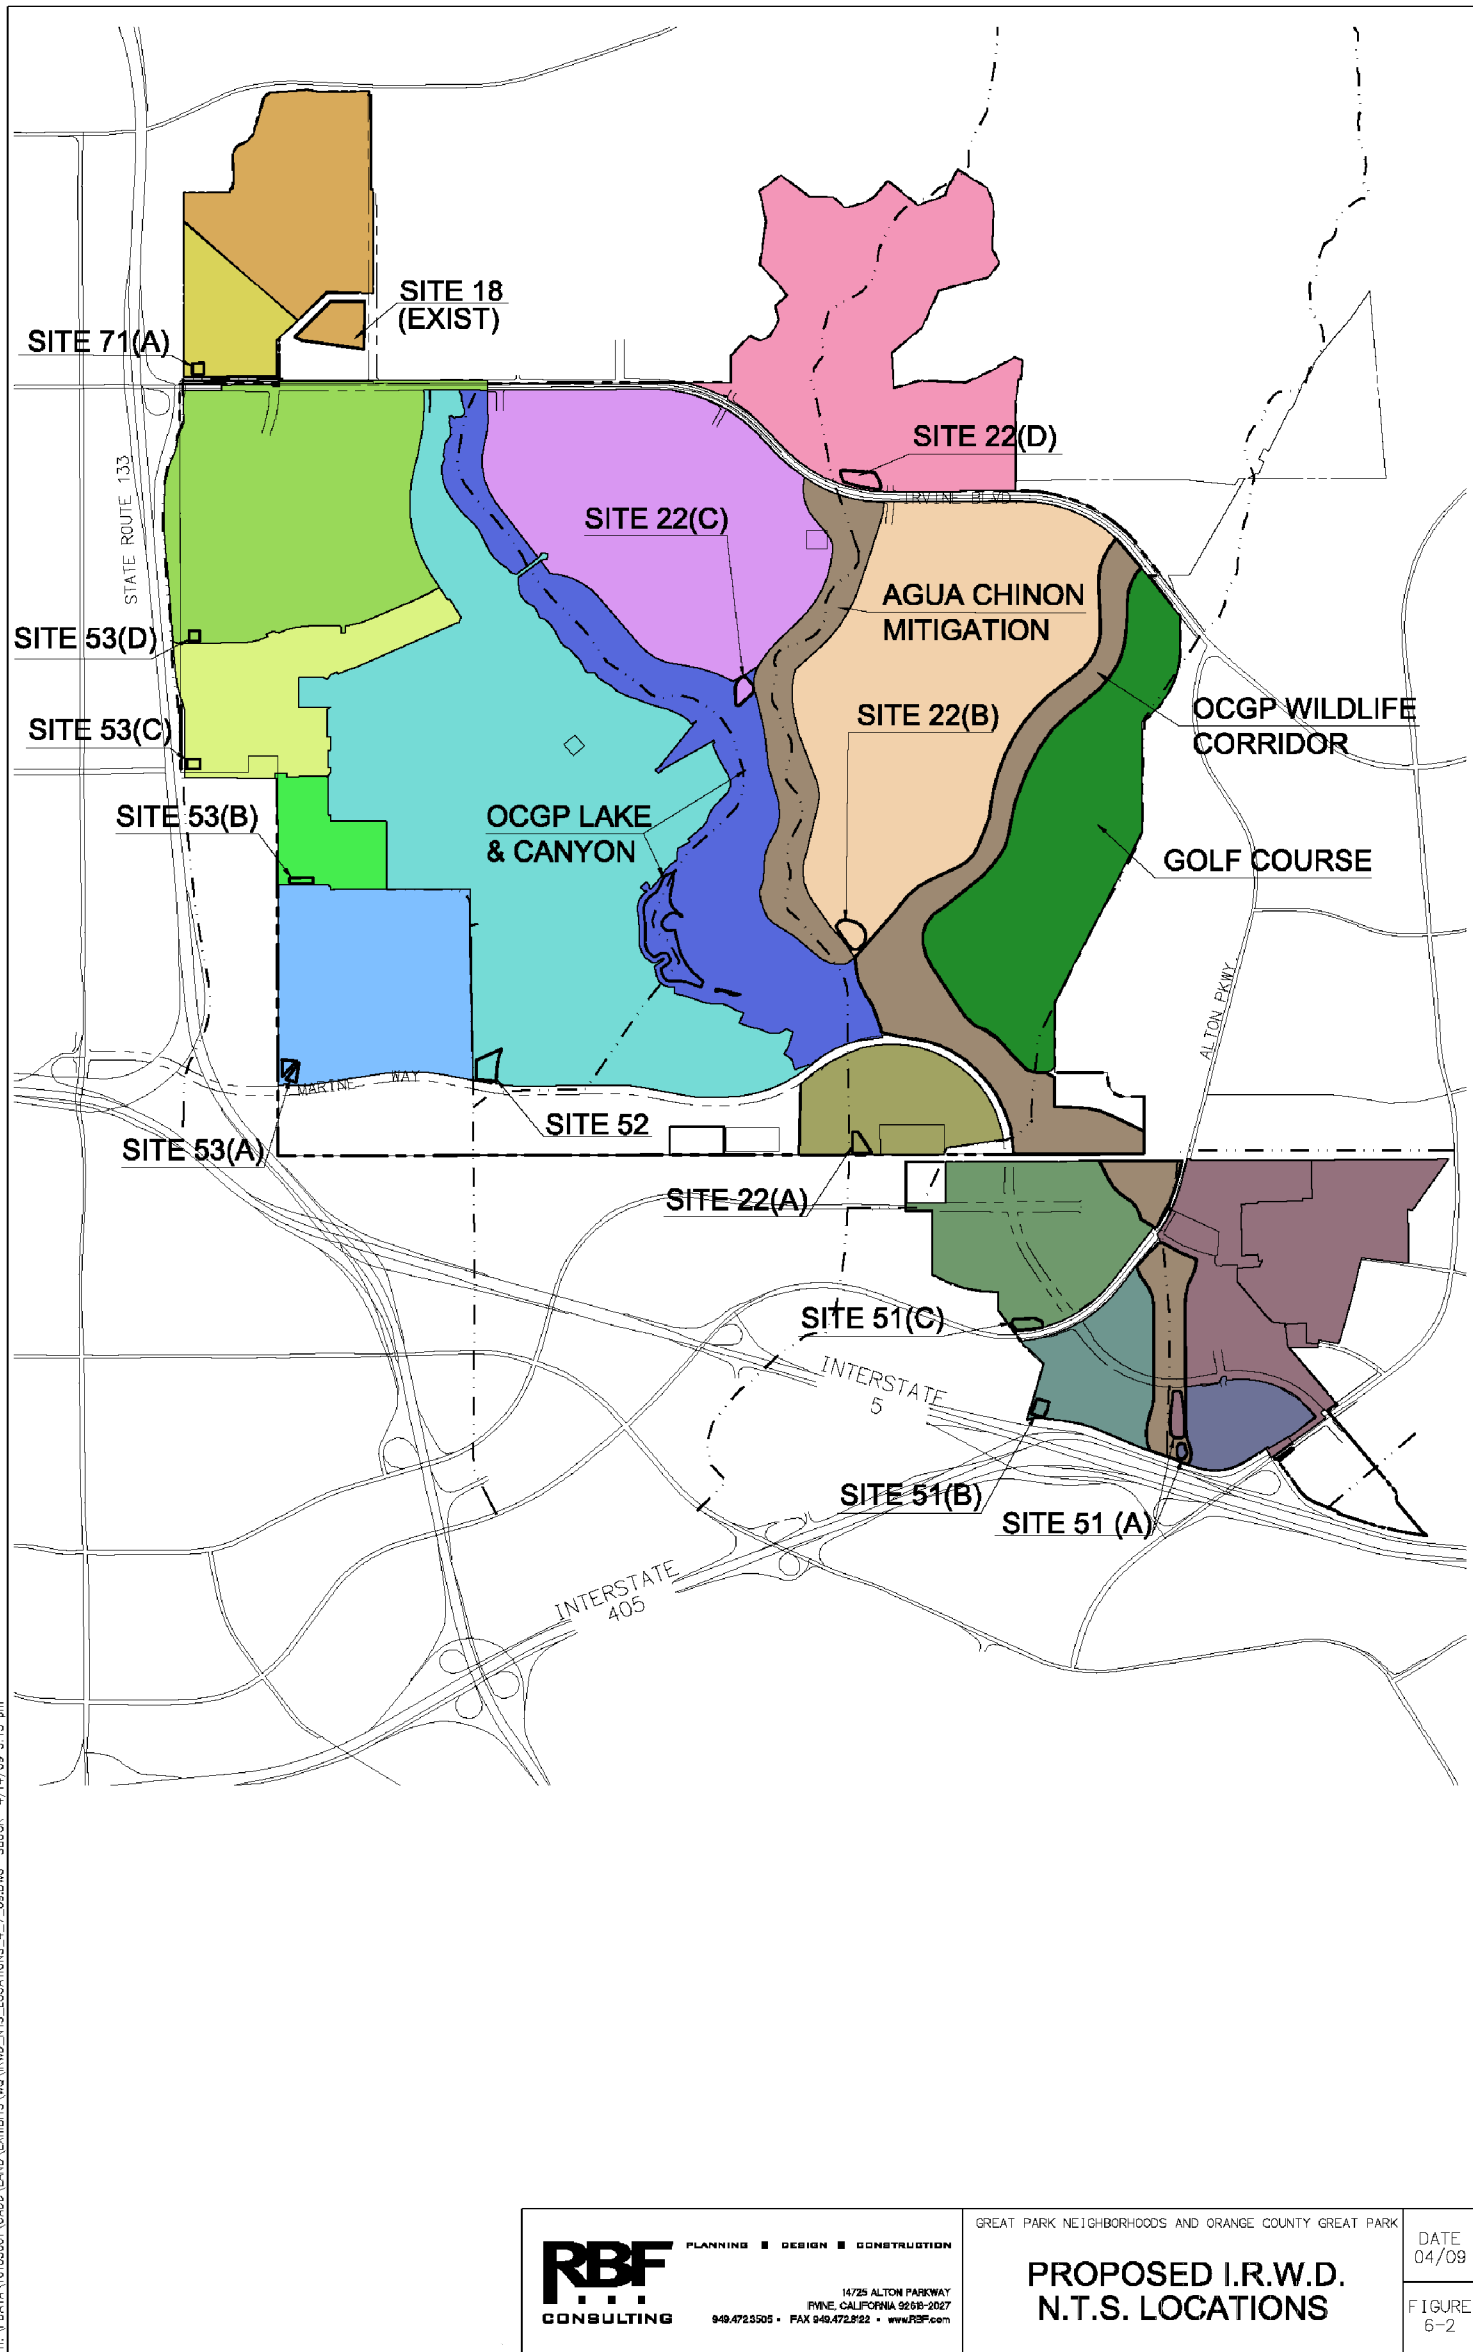 SITE 18
(EXIST)
SITE 71(A)
SITE 22(D)
STATE ROUTE 133
IRVINE BLVD
SITE 22(C)
AGUA CHINON
MITIGATION
SITE 53(D)
OCGP WILDLIFE
CORRIDOR
SITE 22(B)
SITE 53(C)
SITE 53(B)
OCGP LAKE
& CANYON
GOLF COURSE
ALTON PKWY
MARINE WAY
SITE 52
SITE 53(A)
SITE 22(A)
SITE 51(C)
INTERSTATE
5
SITE 51(B)
SITE 51 (A)
INTERSTATE
405
RBF
CONSULTING
PLANNING ■ DESIGN ■ CONSTRUCTION
14725 ALTON PARKWAY
IRVINE, CALIFORNIA 92618-2027
949.472.3505 • FAX 949.472.8122 • www.RBF.com
GREAT PARK NEIGHBORHOODS AND ORANGE COUNTY GREAT PARK
PROPOSED I.R.W.D.
N.T.S. LOCATIONS
DATE
04/09
FIGURE
6-2